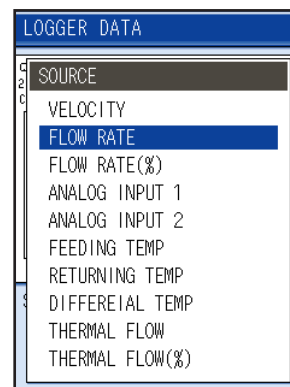 LOGGER DATA
SOURCE
VELOCITY
FLOW RATE
FLOW RATE(%)
ANALOG INPUT 1
ANALOG INPUT 2
FEEDING TEMP
RETURNING TEMP
DIFFEREIAL TEMP
THERMAL FLOW
THERMAL FLOW(%)